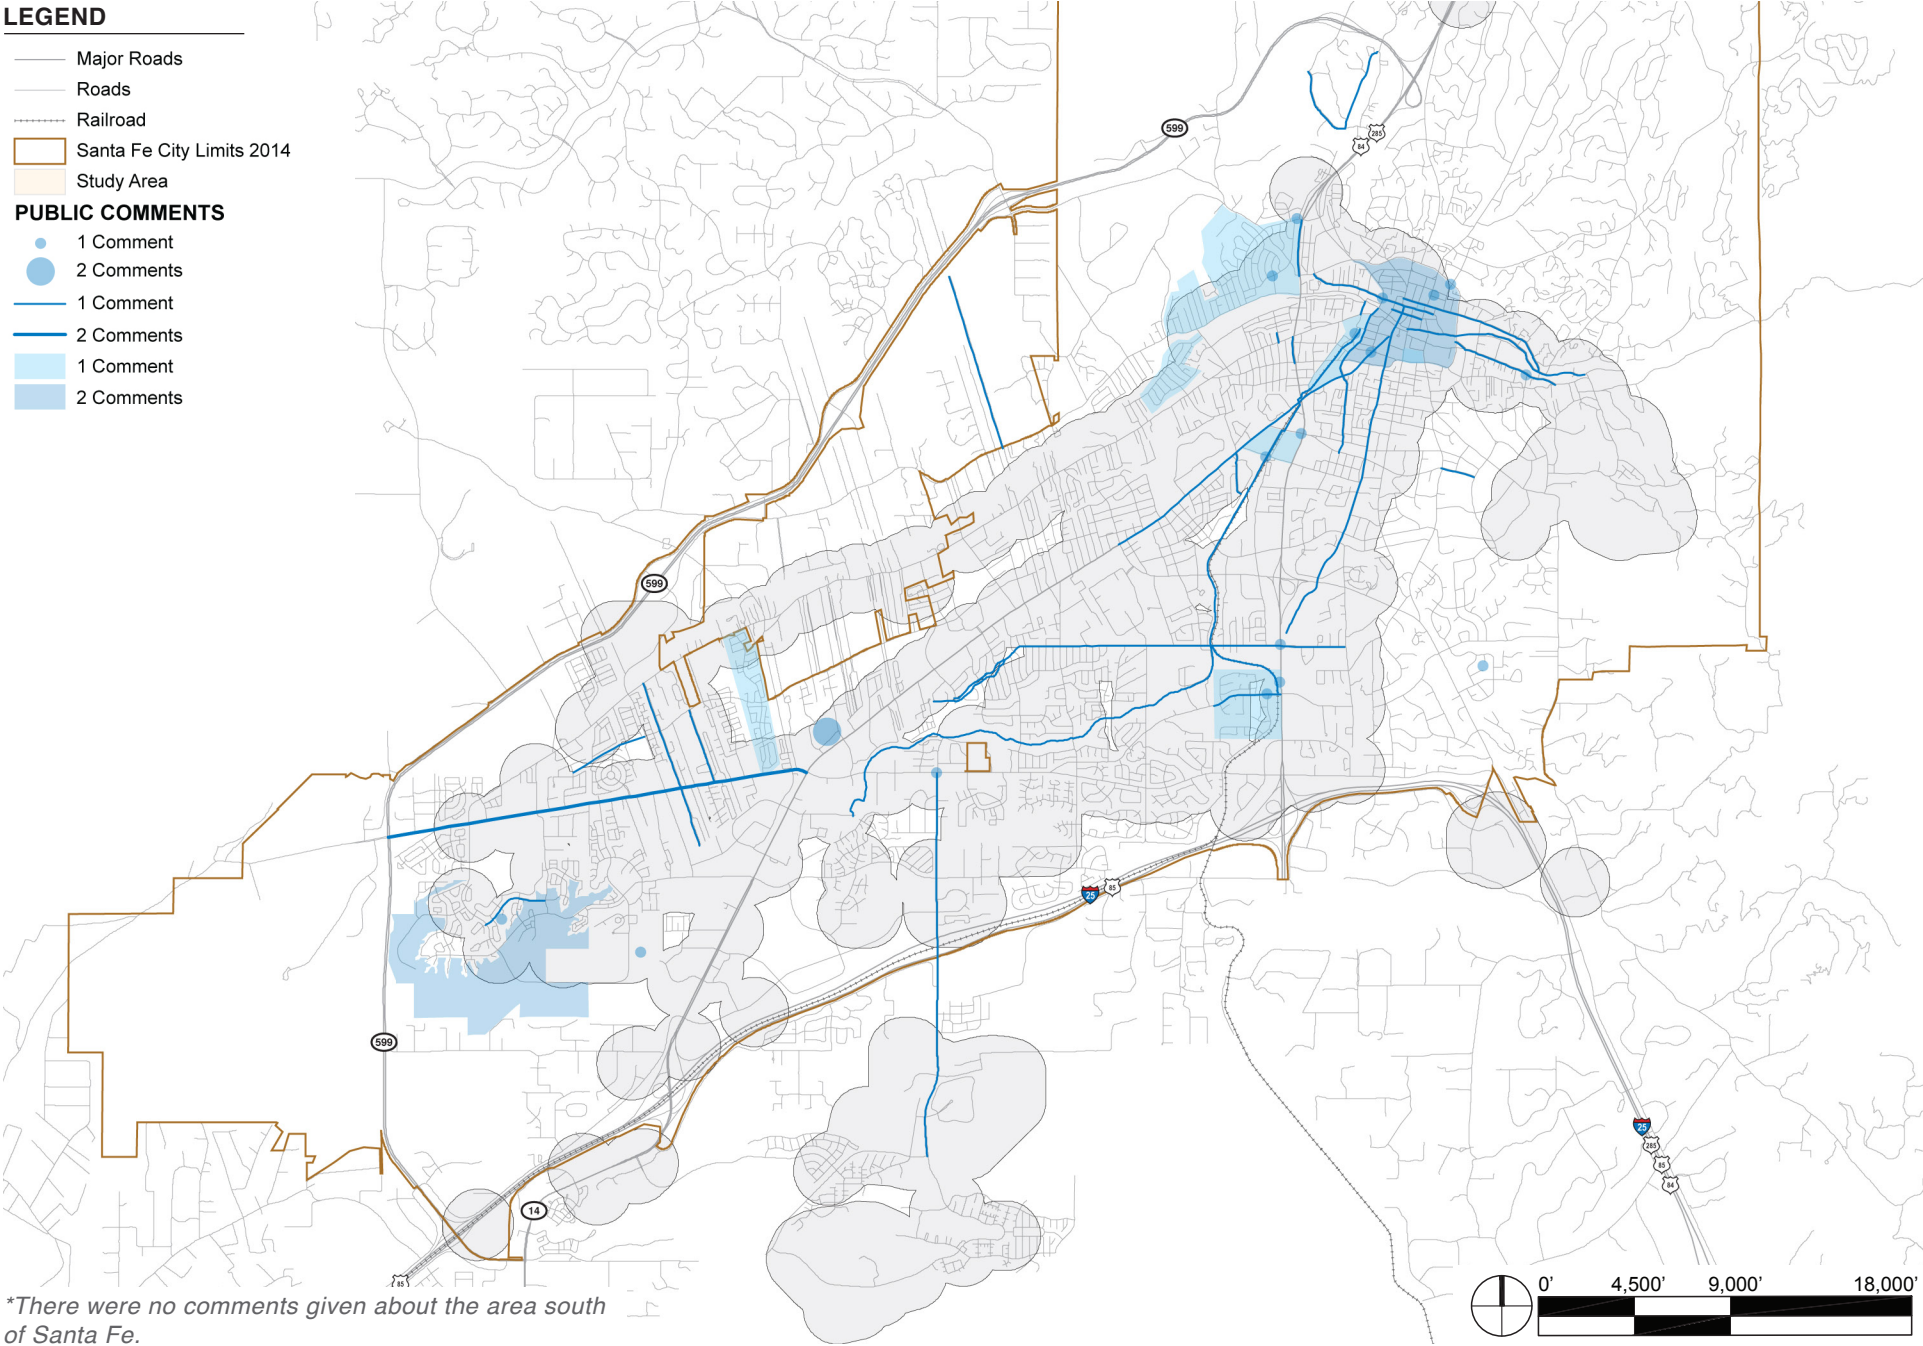 LEGEND
Major Roads
Roads
Railroad
Santa Fe City Limits 2014
Study Area
PUBLIC COMMENTS
1 Comment
2 Comments
1 Comment
2 Comments
1 Comment
2 Comments
599
285
84
599
25
85
599
14
85
25
285
85
84
*There were no comments given about the area south
of Santa Fe.
0' 4,500' 9,000' 18,000'